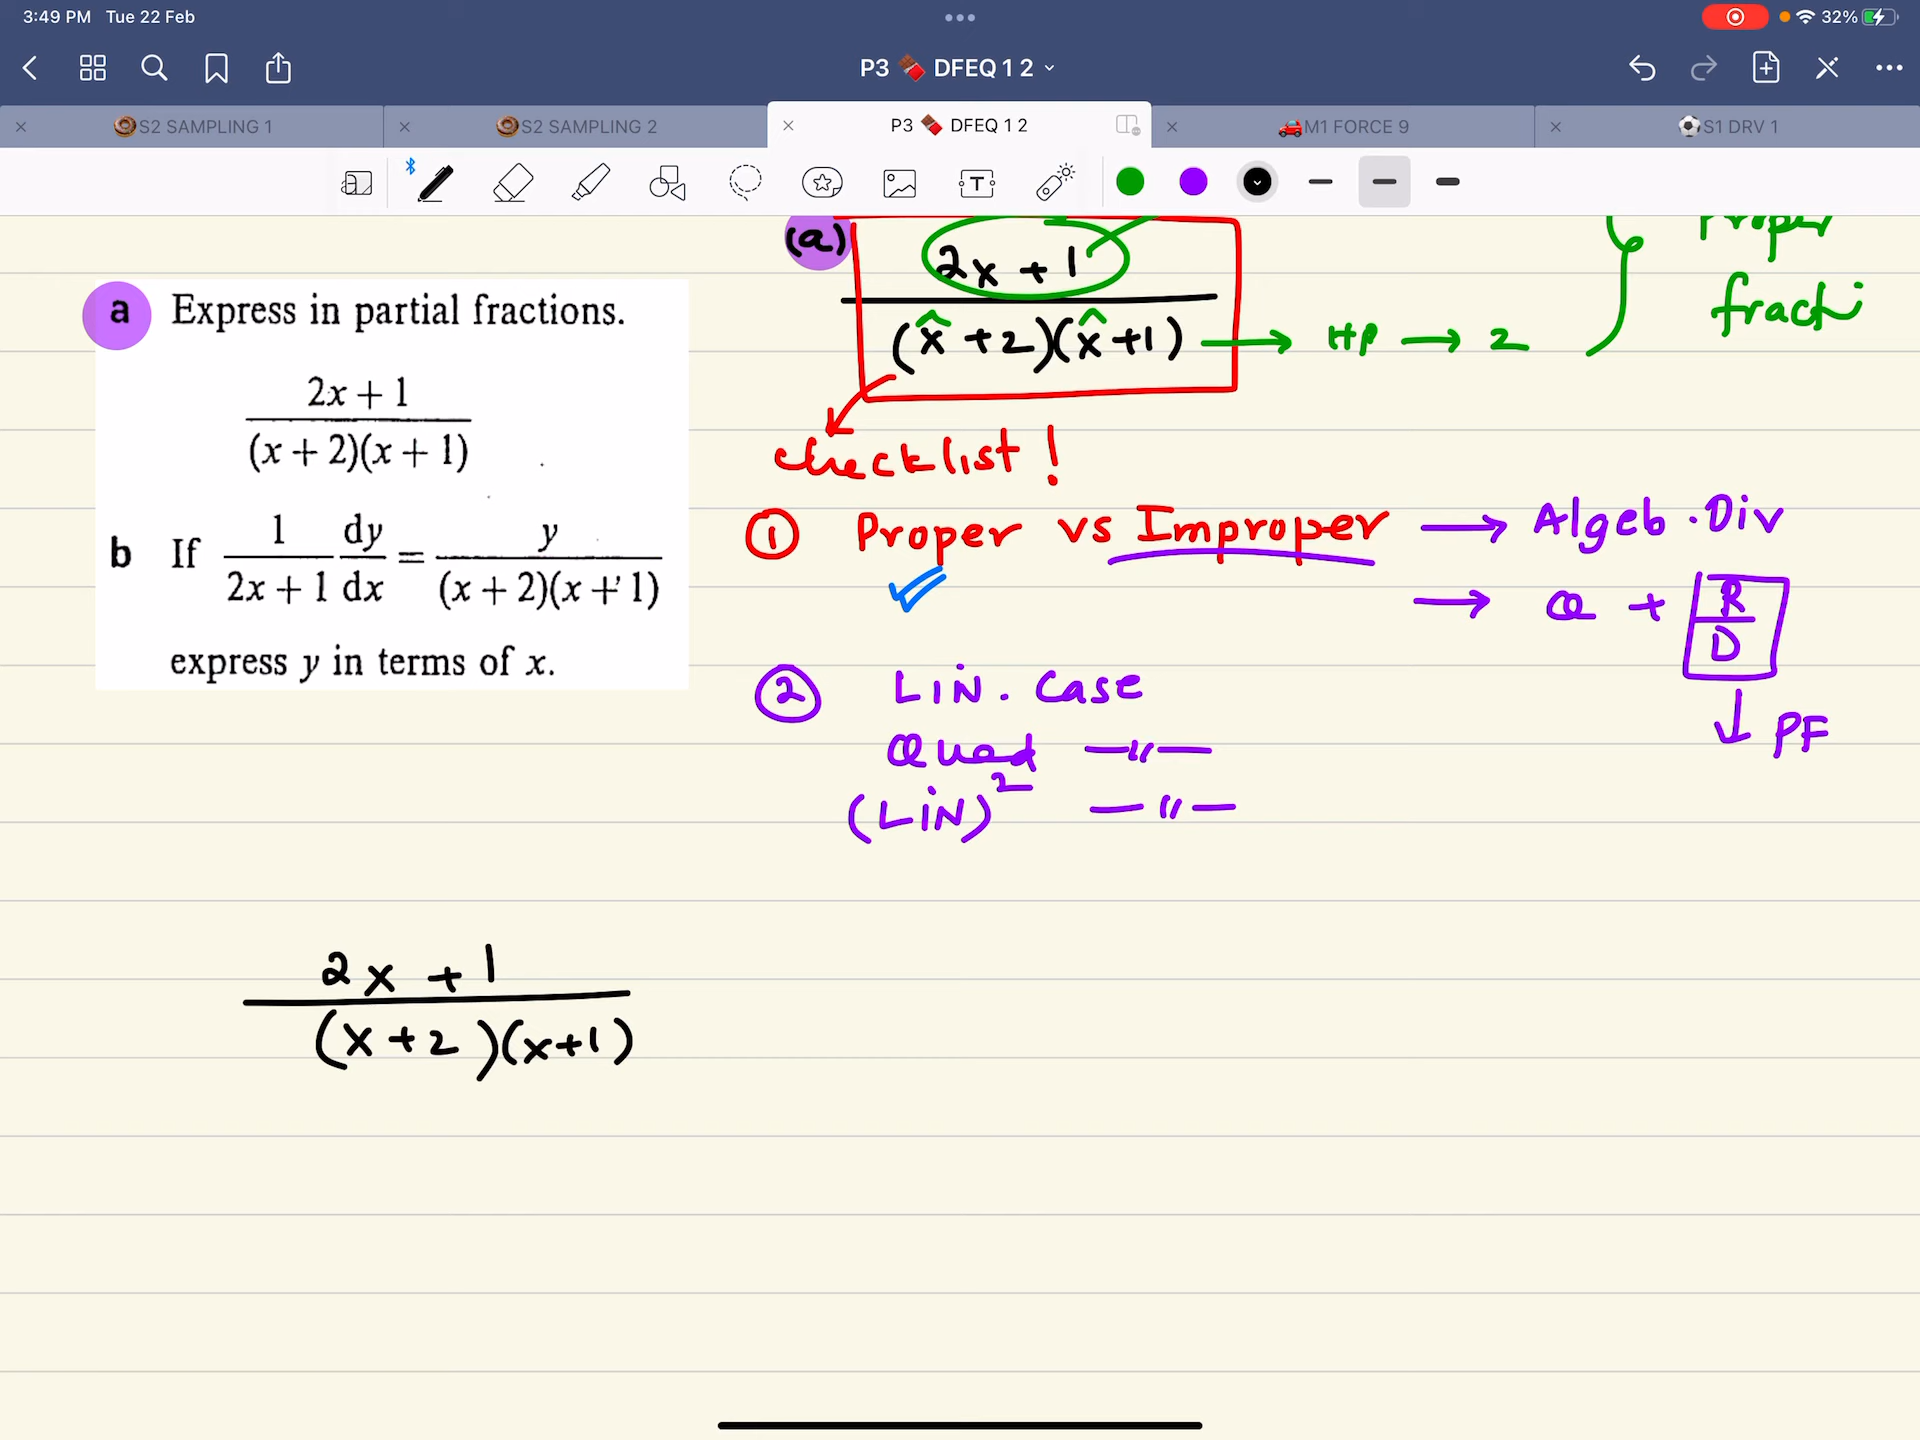 3:49 PM Tue 22 Feb
32%
P3 🍫 DFEQ 1 2
S2 SAMPLING 1
S2 SAMPLING 2
P3 🍫 DFEQ 1 2
M1 FORCE 9
S1 DRV 1
a Express in partial fractions.
2x + 1
(x + 2)(x + 1)
b If 1/(2x + 1) dy/dx = y/((x + 2)(x + 1))
express y in terms of x.
(a)
2x + 1
(x + 2)(x + 1) → HP → 2
Proper
checklist !
① Proper vs Improper → Algeb . Div
→ Q + R/D
↓ PF
② LiN . Case
Quad —〃—
(LiN)² —〃—
2x + 1
(x + 2)(x + 1)